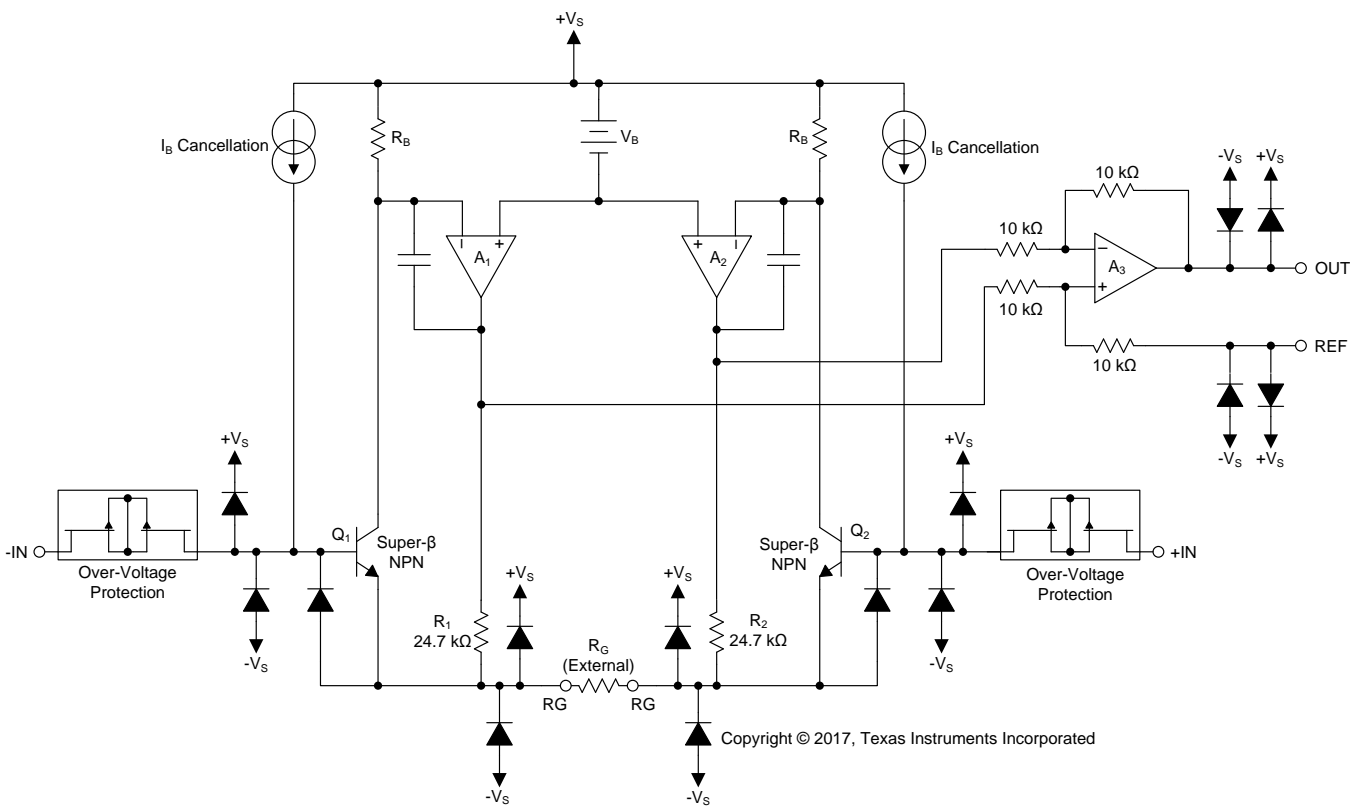 +VS
IB Cancellation
RB
VB
RB
IB Cancellation
-VS
+VS
10 kΩ
10 kΩ
− +
A1
+ −
A2
−
A3
+
OUT
10 kΩ
10 kΩ
REF
-VS
+VS
+VS
+VS
-IN
Over-Voltage
Protection
Q1
Super-β
NPN
Q2
Super-β
NPN
+IN
Over-Voltage
Protection
-VS
-VS
+VS
+VS
R1
24.7 kΩ
R2
24.7 kΩ
RG
(External)
RG
RG
Copyright © 2017, Texas Instruments Incorporated
-VS
-VS